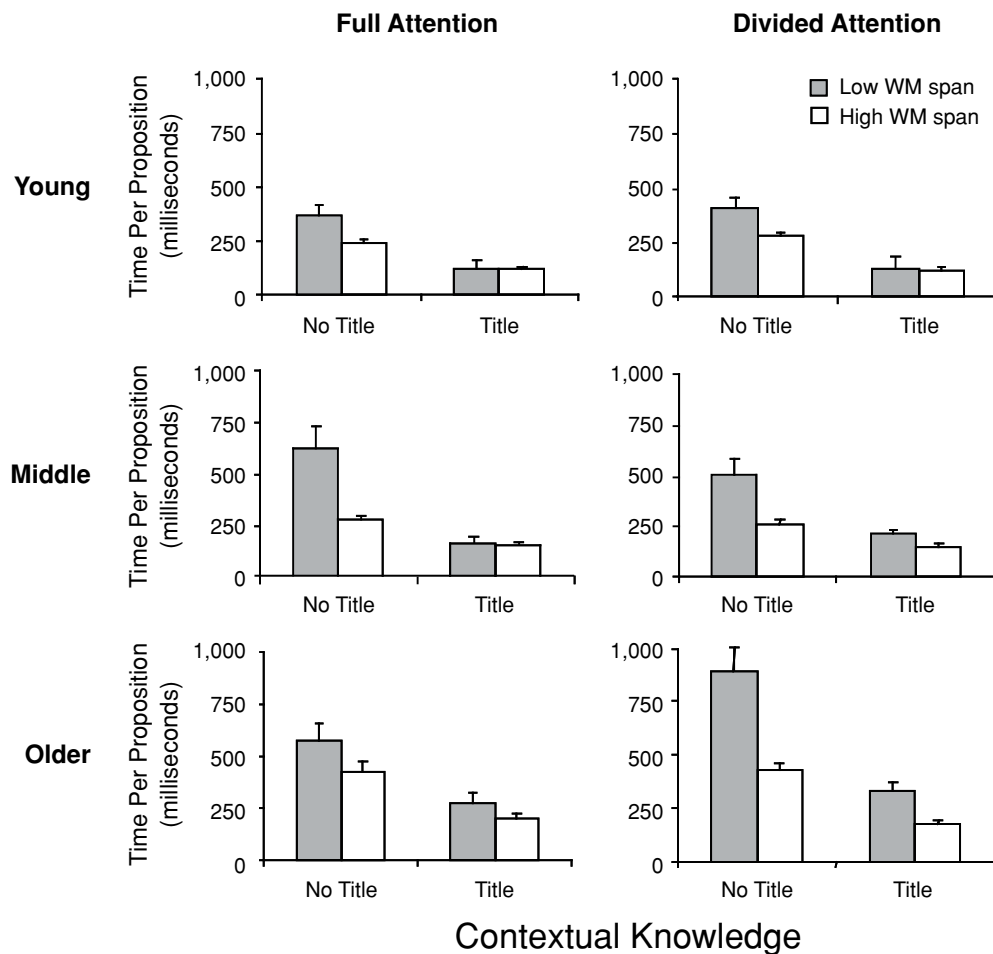 Full Attention
Divided Attention
Young
Time Per Proposition
(milliseconds)
1,000
750
500
250
0
No Title
Title
1,000
750
500
250
0
No Title
Title
Low WM span
High WM span
Middle
Time Per Proposition
(milliseconds)
1,000
750
500
250
0
No Title
Title
1,000
750
500
250
0
No Title
Title
Older
Time Per Proposition
(milliseconds)
1,000
750
500
250
0
No Title
Title
1,000
750
500
250
0
No Title
Title
Contextual Knowledge